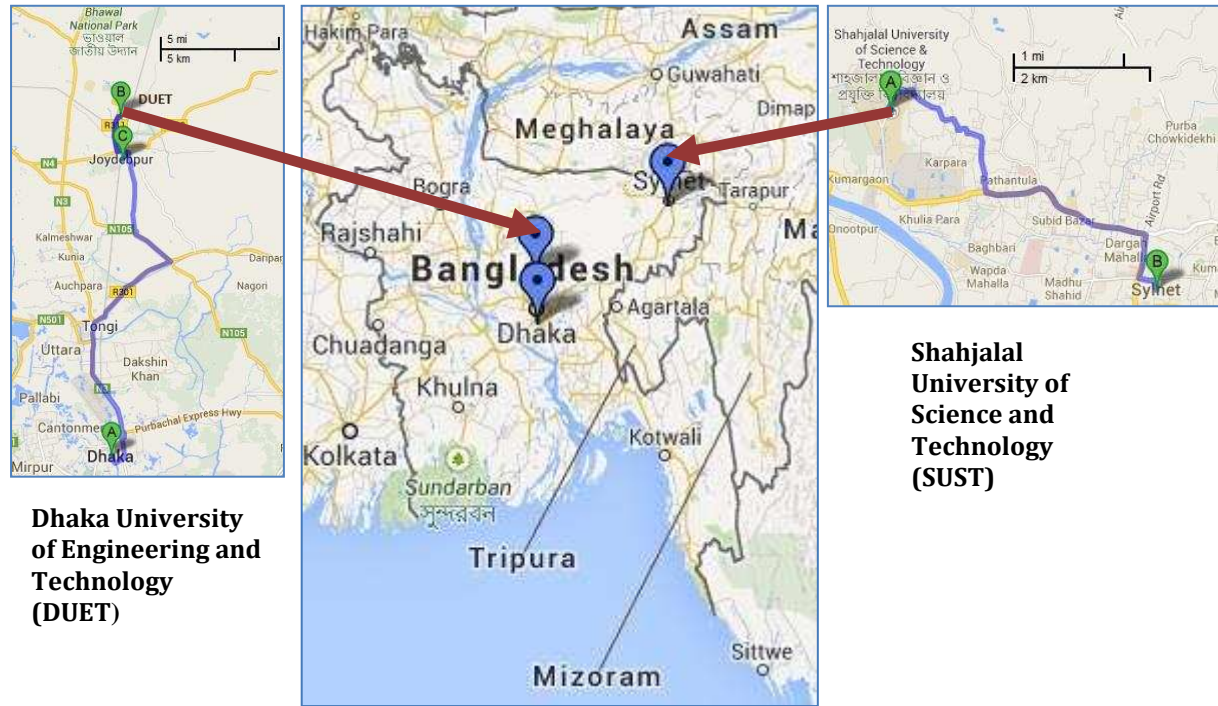 Bhawal
National Park
ভাওয়াল
জাতীয় উদ্যান
5 mi
5 km
B
DUET
C
Joydebpur
N4
N3
Kalmeshwar
N105
Kunia
Auchpara
R301
Daripar
Nagori
N501
Tongi
Uttara
N105
Dakshin
Khan
Pallabi
Cantonment
Purbachal Express Hwy
A
Dhaka
Mirpur
Dhaka University
of Engineering and
Technology
(DUET)
Hakim Para
Assam
Guwahati
Dimap
Meghalaya
Bogra
Sylhet
Tarapur
Rajshahi
Ma
Bangladesh
Agartala
Dhaka
Chuadanga
Khulna
Kotwali
Kolkata
Sundarban
সুন্দরবন
Tripura
Mizoram
Sittwe
Shahjalal University
of Science &
Technology
1 mi
2 km
A
Purba
Chowkidekhi
Karpara
Kumargaon
Pathantula
Airport Rd
Khulia Para
Subid Bazar
Onootpur
Dargah
Mahalla
Baghbari
Wapda
Mahalla
Madhu
Shahid
B
Sylhet
Kum
Shahjalal
University of
Science and
Technology
(SUST)